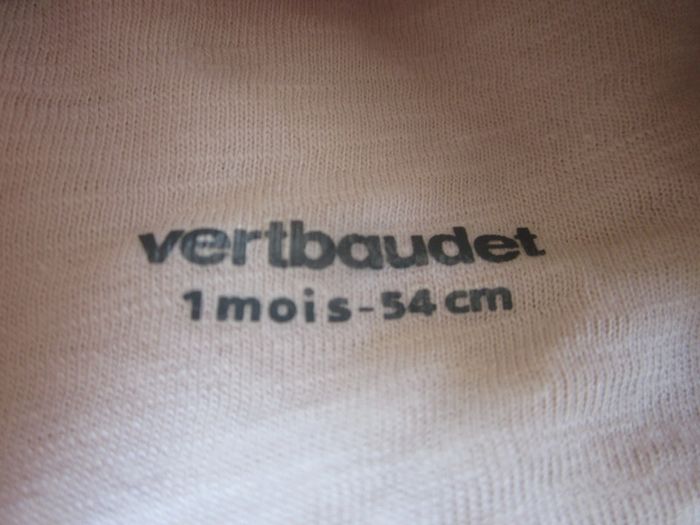 vertbaudet
1 mois - 54 cm